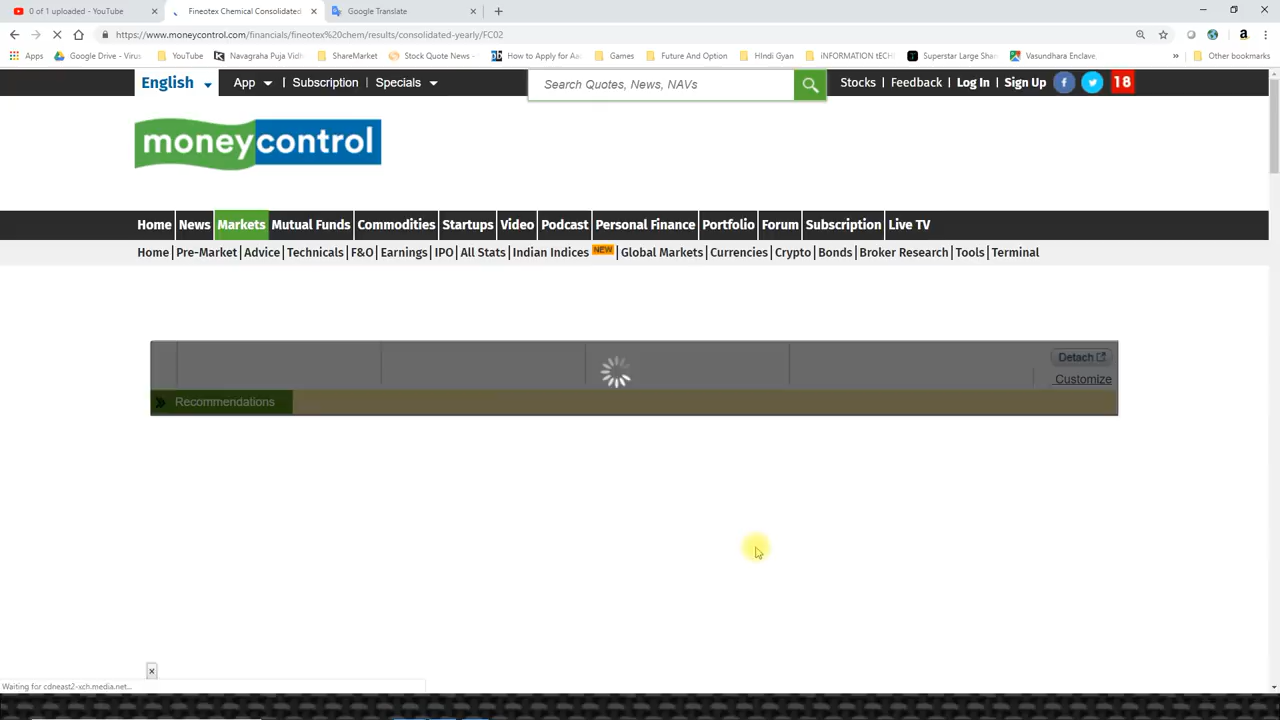 0 of 1 uploaded - YouTube
Fineotex Chemical Consolidated
Google Translate
https://www.moneycontrol.com/financials/fineotex%20chem/results/consolidated-yearly/FC02
Apps Google Drive - Virus YouTube Navagraha Puja Vidh ShareMarket Stock Quote News - How to Apply for Aad Games Future And Option HIndi Gyan iNFORMATION tECH Superstar Large Shar Vasundhara Enclave, » Other bookmarks
English App Subscription Specials Search Quotes, News, NAVs Stocks | Feedback | Log In | Sign Up 18
moneycontrol
Home News Markets Mutual Funds Commodities Startups Video Podcast Personal Finance Portfolio Forum Subscription Live TV
Home Pre-Market Advice Technicals F&O Earnings IPO All Stats Indian Indices NEW Global Markets Currencies Crypto Bonds Broker Research Tools Terminal
Detach
Customize
Recommendations
Waiting for cdneast2-xch.media.net...